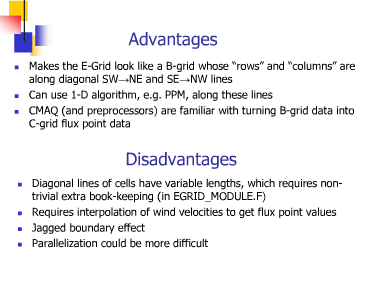 Advantages
Makes the E-Grid look like a B-grid whose "rows" and "columns" are
along diagonal SW→NE and SE→NW lines
Can use 1-D algorithm, e.g. PPM, along these lines
CMAQ (and preprocessors) are familiar with turning B-grid data into
C-grid flux point data
Disadvantages
Diagonal lines of cells have variable lengths, which requires non-
trivial extra book-keeping (in EGRID_MODULE.F)
Requires interpolation of wind velocities to get flux point values
Jagged boundary effect
Parallelization could be more difficult